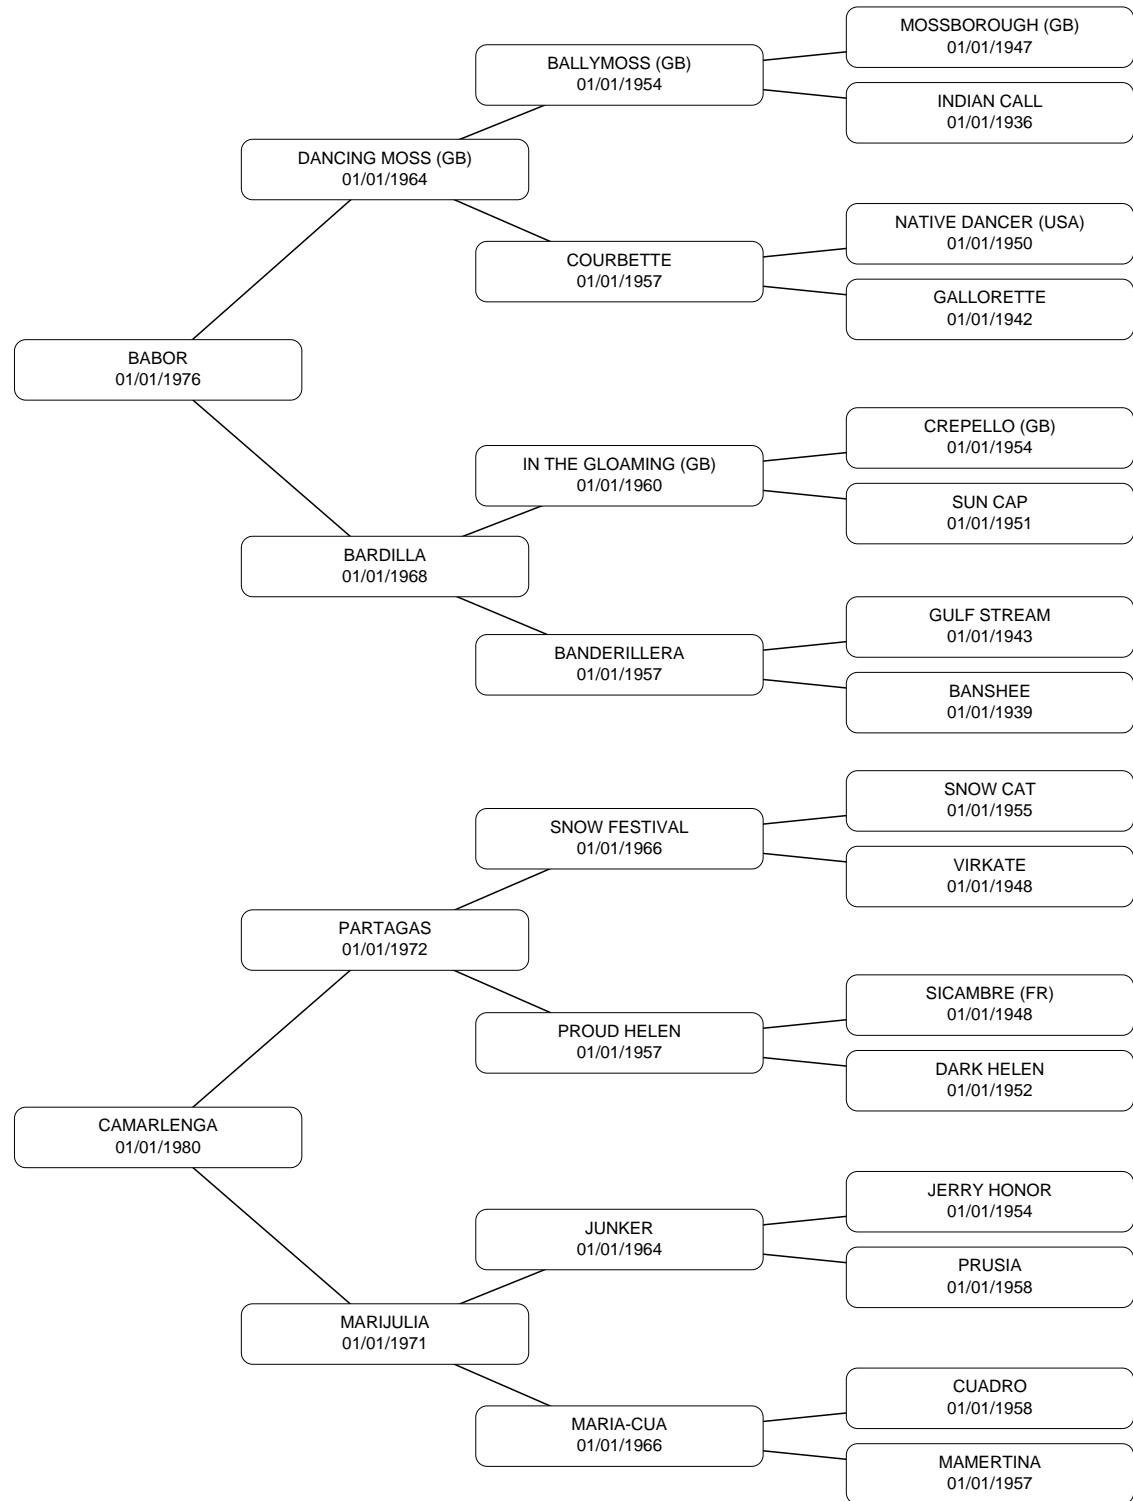 MOSSBOROUGH (GB)
01/01/1947
BALLYMOSS (GB)
01/01/1954
INDIAN CALL
01/01/1936
DANCING MOSS (GB)
01/01/1964
NATIVE DANCER (USA)
01/01/1950
COURBETTE
01/01/1957
GALLORETTE
01/01/1942
BABOR
01/01/1976
CREPELLO (GB)
01/01/1954
IN THE GLOAMING (GB)
01/01/1960
SUN CAP
01/01/1951
BARDILLA
01/01/1968
GULF STREAM
01/01/1943
BANDERILLERA
01/01/1957
BANSHEE
01/01/1939
SNOW CAT
01/01/1955
SNOW FESTIVAL
01/01/1966
VIRKATE
01/01/1948
PARTAGAS
01/01/1972
SICAMBRE (FR)
01/01/1948
PROUD HELEN
01/01/1957
DARK HELEN
01/01/1952
CAMARLENGA
01/01/1980
JERRY HONOR
01/01/1954
JUNKER
01/01/1964
PRUSIA
01/01/1958
MARIJULIA
01/01/1971
CUADRO
01/01/1958
MARIA-CUA
01/01/1966
MAMERTINA
01/01/1957